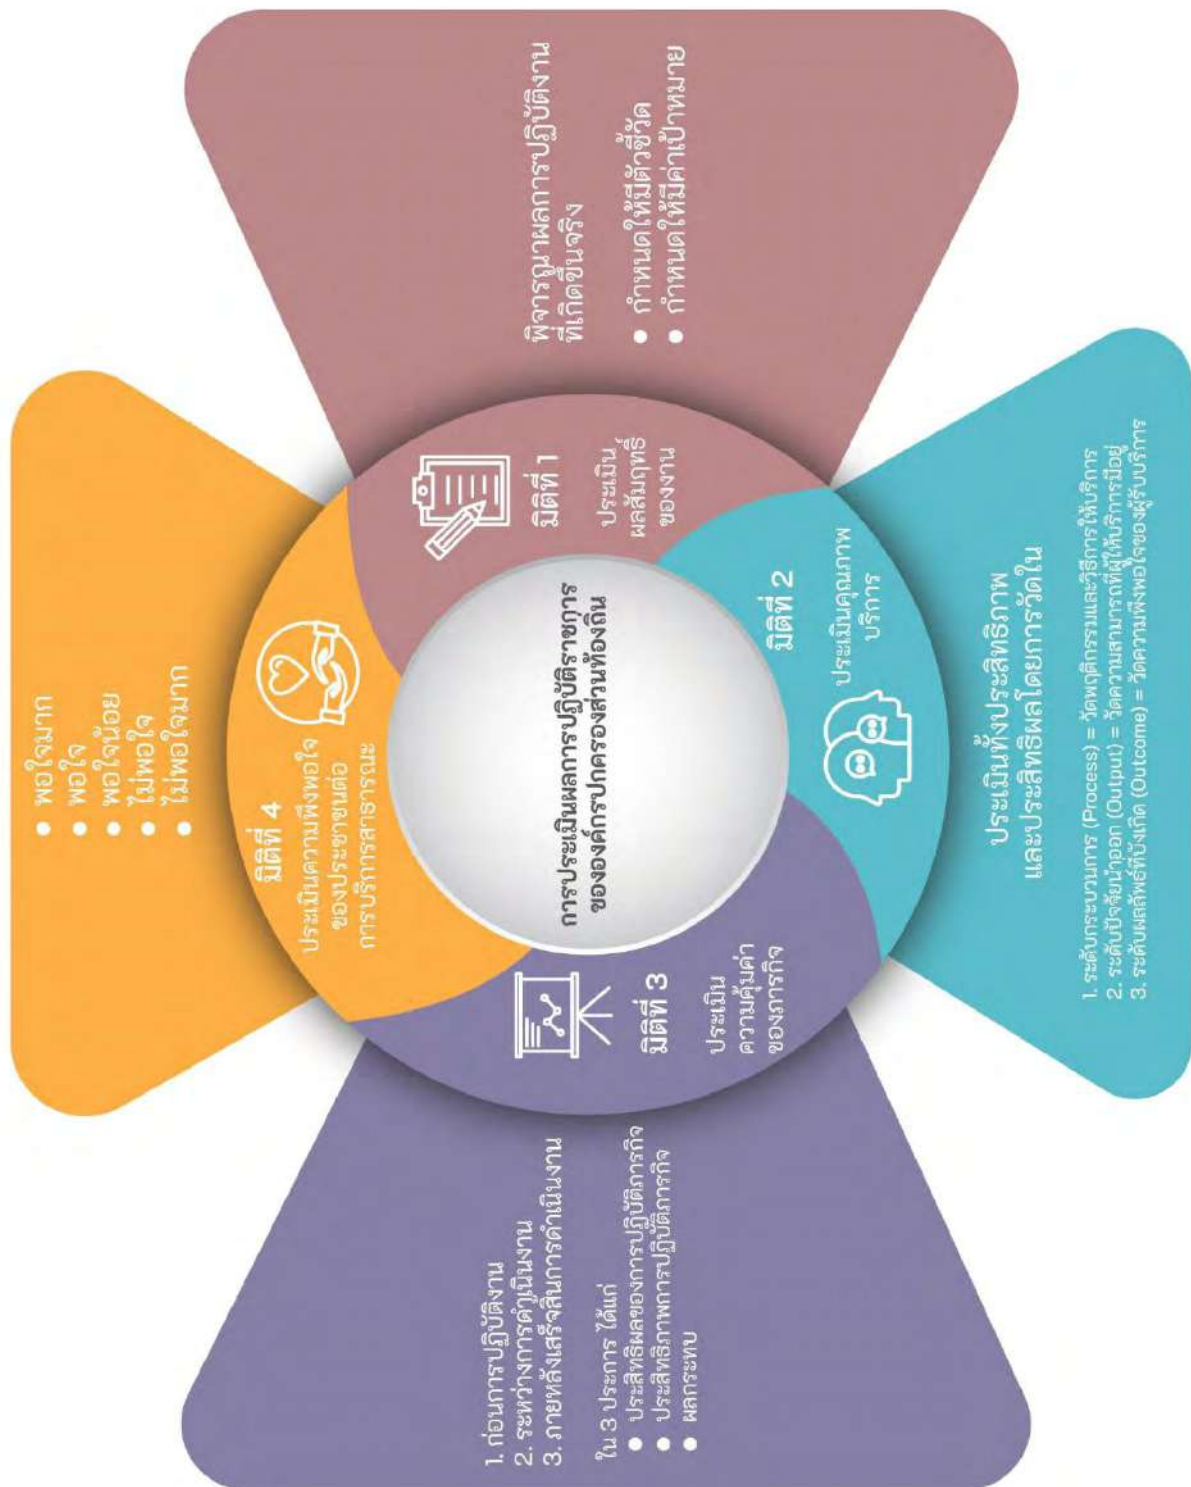 การประเมินผลการปฏิบัติราชการ
ขององค์กรปกครองส่วนท้องถิ่น
มิติที่ 1
ประเมิน
ผลสัมฤทธิ์
ของงาน
พิจารณาผลการปฏิบัติงาน
ที่เกิดขึ้นจริง
● กำหนดให้มีตัวชี้วัด
● กำหนดให้มีค่าเป้าหมาย
มิติที่ 2
ประเมินคุณภาพ
บริการ
ประเมินทั้งประสิทธิภาพ
และประสิทธิผลโดยการวัดใน
1. ระดับกระบวนการ (Process) = วัดพฤติกรรมและวิธีการให้บริการ
2. ระดับปัจจัยนำออก (Output) = วัดความสามารถที่ผู้ให้บริการมีอยู่
3. ระดับผลลัพธ์ที่บังเกิด (Outcome) = วัดความพึงพอใจของผู้รับบริการ
มิติที่ 3
ประเมิน
ความคุ้มค่า
ของภารกิจ
1. ก่อนการปฏิบัติงาน
2. ระหว่างการดำเนินงาน
3. ภายหลังเสร็จสิ้นการดำเนินงาน
ใน 3 ประการ ได้แก่
● ประสิทธิผลของการปฏิบัติภารกิจ
● ประสิทธิภาพการปฏิบัติภารกิจ
● ผลกระทบ
มิติที่ 4
ประเมินความพึงพอใจ
ของประชาชนต่อ
การบริการสาธารณะ
● พอใจมาก
● พอใจ
● พอใจน้อย
● ไม่พอใจ
● ไม่พอใจมาก